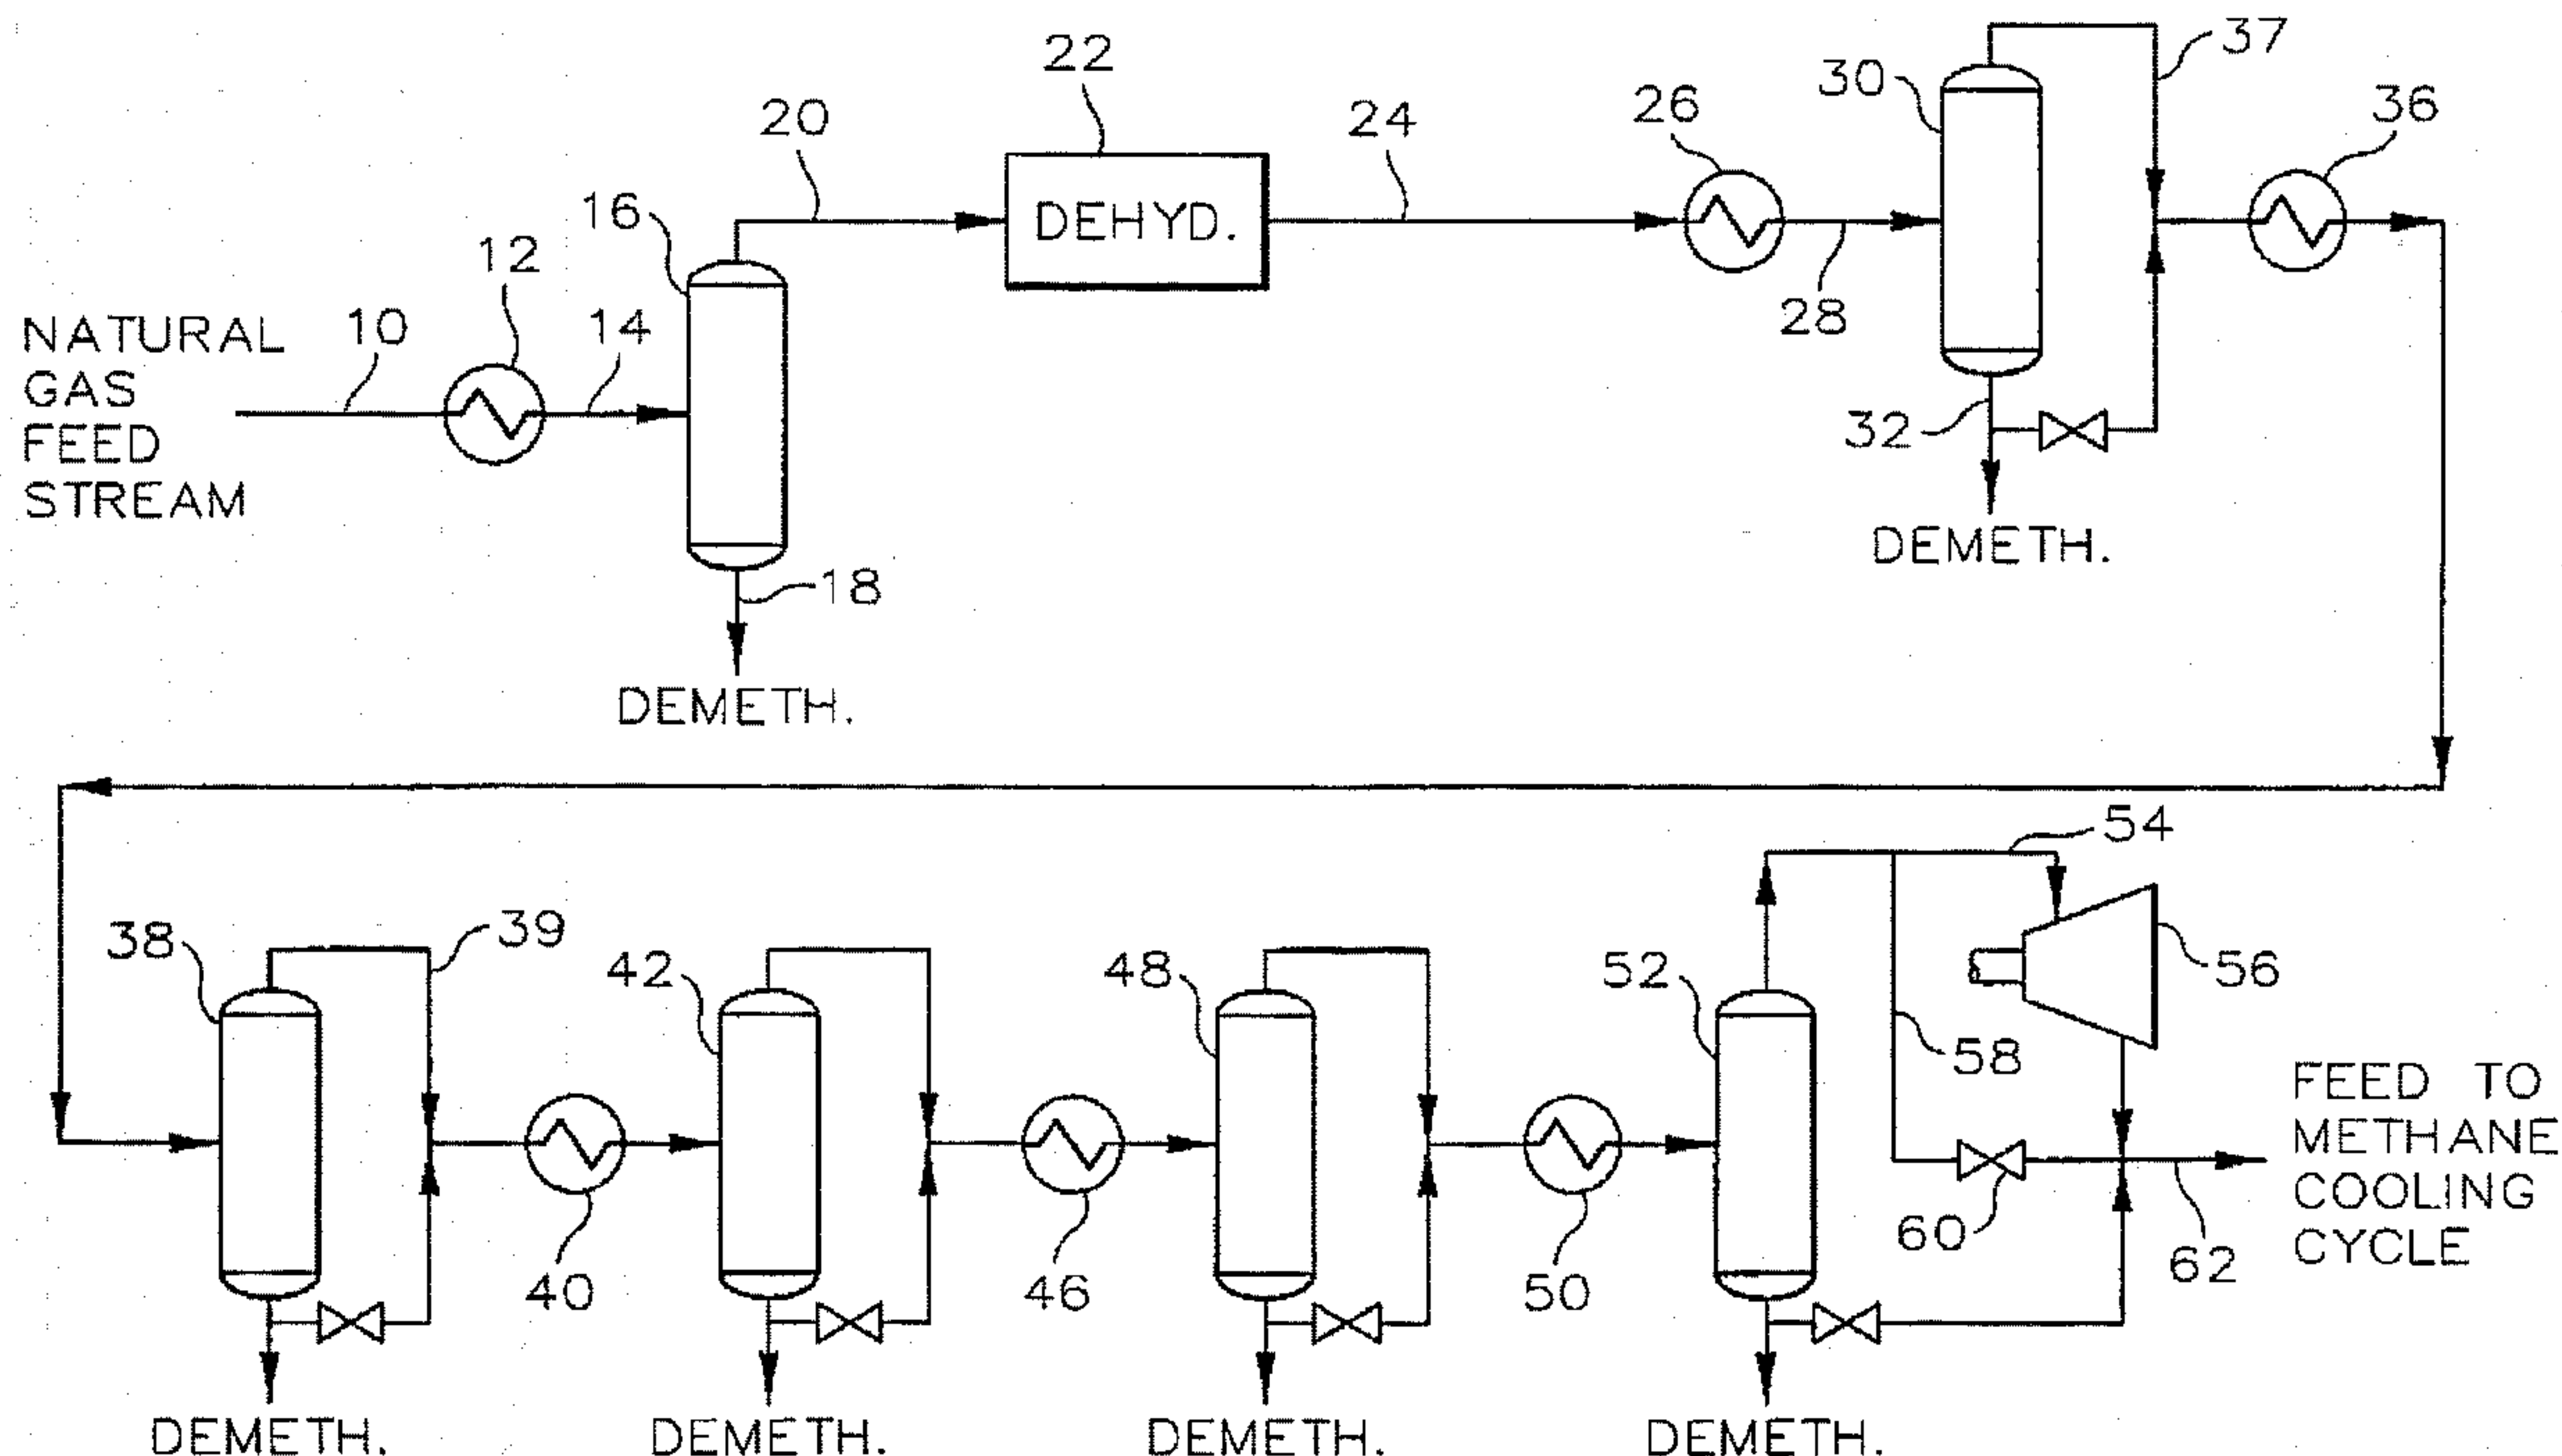 22
37
30
26
36
20
24
16
DEHYD.
12
28
NATURAL
GAS
FEED
STREAM
10
14
32
DEMETH.
18
DEMETH.
54
38
39
42
48
52
56
58
FEED TO
METHANE
COOLING
CYCLE
60
62
40
46
50
DEMETH.
DEMETH.
DEMETH.
DEMETH.